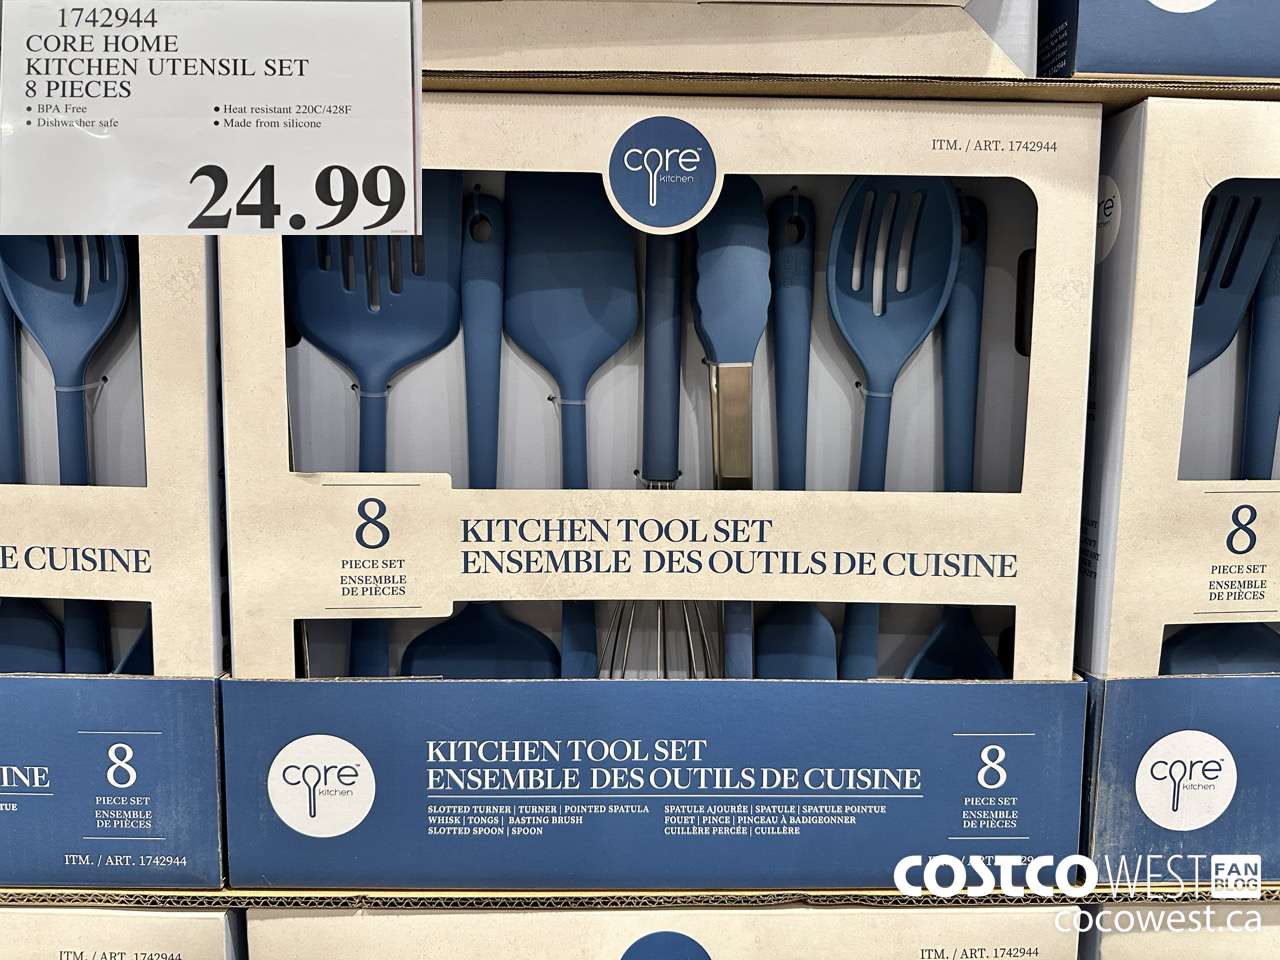 1742944
CORE HOME
KITCHEN UTENSIL SET
8 PIECES
• BPA Free
• Heat resistant 220C/428F
• Dishwasher safe
• Made from silicone
24.99
core™
kitchen
ITM. / ART. 1742944
8
PIECE SET
ENSEMBLE
DE PIÈCES
KITCHEN TOOL SET
ENSEMBLE DES OUTILS DE CUISINE
E CUISINE
8
PIECE SET
ENSEMBLE
DE PIÈCES
INE
8
PIECE SET
ENSEMBLE
DE PIÈCES
ITM. / ART. 1742944
core™
kitchen
KITCHEN TOOL SET
ENSEMBLE DES OUTILS DE CUISINE
SLOTTED TURNER | TURNER | POINTED SPATULA
WHISK | TONGS | BASTING BRUSH
SLOTTED SPOON | SPOON
SPATULE AJOURÉE | SPATULE | SPATULE POINTUE
FOUET | PINCE | PINCEAU À BADIGEONNER
CUILLÈRE PERCÉE | CUILLÈRE
8
PIECE SET
ENSEMBLE
DE PIÈCES
core™
kitchen
COSTCO WEST FAN BLOG
cocowest.ca
ITM. / ART. 1742944
core
kitchen
ITM. / ART. 1742944